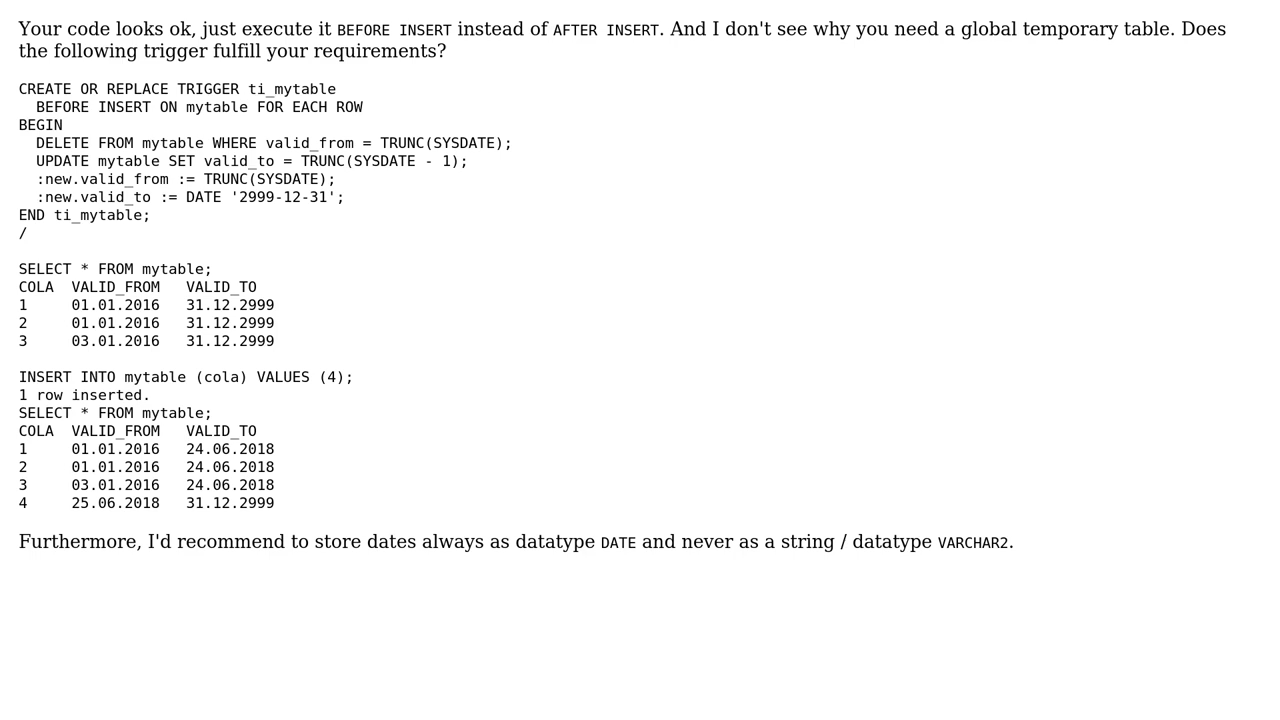 Your code looks ok, just execute it BEFORE INSERT instead of AFTER INSERT. And I don't see why you need a global temporary table. Does
the following trigger fulfill your requirements?
CREATE OR REPLACE TRIGGER ti_mytable
  BEFORE INSERT ON mytable FOR EACH ROW
BEGIN
  DELETE FROM mytable WHERE valid_from = TRUNC(SYSDATE);
  UPDATE mytable SET valid_to = TRUNC(SYSDATE - 1);
  :new.valid_from := TRUNC(SYSDATE);
  :new.valid_to := DATE '2999-12-31';
END ti_mytable;
/
SELECT * FROM mytable;
COLA  VALID_FROM   VALID_TO
1     01.01.2016   31.12.2999
2     01.01.2016   31.12.2999
3     03.01.2016   31.12.2999
INSERT INTO mytable (cola) VALUES (4);
1 row inserted.
SELECT * FROM mytable;
COLA  VALID_FROM   VALID_TO
1     01.01.2016   24.06.2018
2     01.01.2016   24.06.2018
3     03.01.2016   24.06.2018
4     25.06.2018   31.12.2999
Furthermore, I'd recommend to store dates always as datatype DATE and never as a string / datatype VARCHAR2.